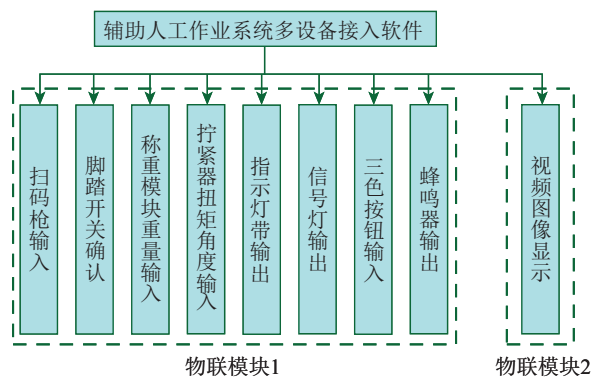 辅助人工作业系统多设备接入软件
扫码枪输入
脚踏开关确认
称重模块重量输入
拧紧器扭矩角度输入
指示灯带输出
信号灯输出
三色按钮输入
蜂鸣器输出
视频图像显示
物联模块1
物联模块2